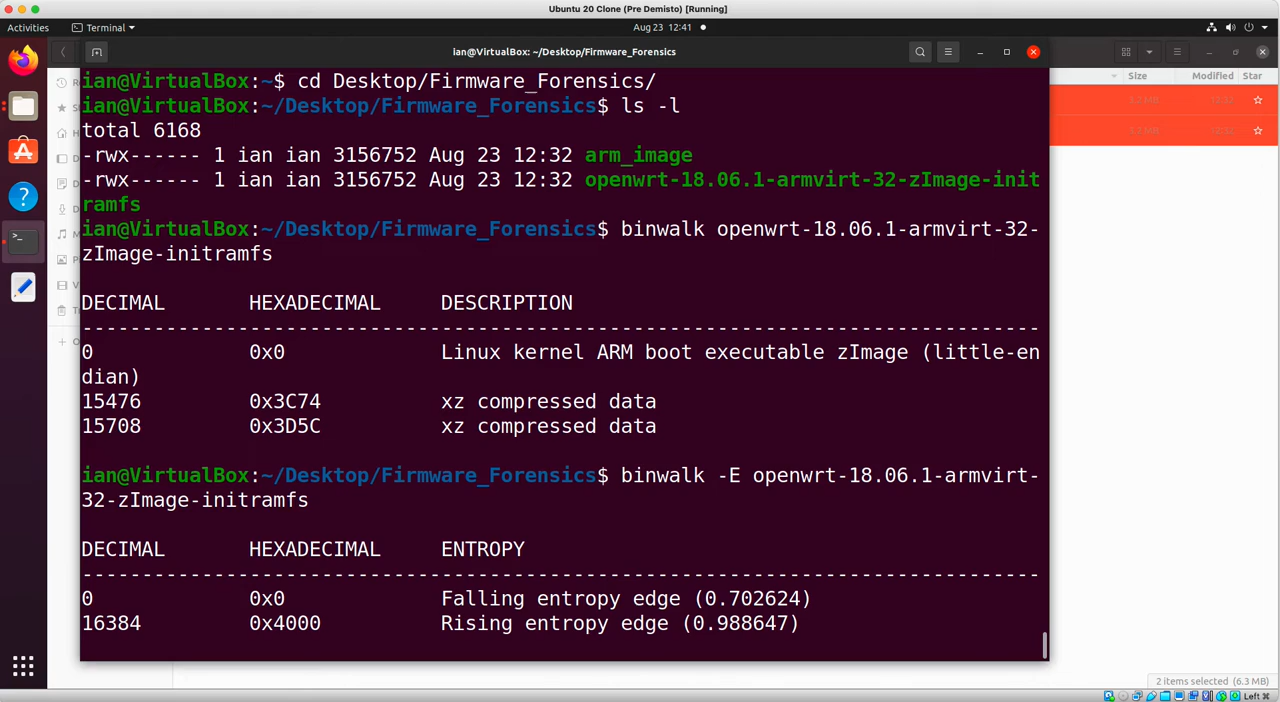 Ubuntu 20 Clone (Pre Demisto) [Running]
Activities
Terminal
Aug 23 12:41
ian@VirtualBox: ~/Desktop/Firmware_Forensics
Size
Modified
Star
ian@VirtualBox:~$ cd Desktop/Firmware_Forensics/
ian@VirtualBox:~/Desktop/Firmware_Forensics$ ls -l
total 6168
-rwx------ 1 ian ian 3156752 Aug 23 12:32 arm_image
-rwx------ 1 ian ian 3156752 Aug 23 12:32 openwrt-18.06.1-armvirt-32-zImage-init
ramfs
ian@VirtualBox:~/Desktop/Firmware_Forensics$ binwalk openwrt-18.06.1-armvirt-32-
zImage-initramfs
DECIMAL HEXADECIMAL DESCRIPTION
--------------------------------------------------------------------------------
0 0x0 Linux kernel ARM boot executable zImage (little-en
dian)
15476 0x3C74 xz compressed data
15708 0x3D5C xz compressed data
ian@VirtualBox:~/Desktop/Firmware_Forensics$ binwalk -E openwrt-18.06.1-armvirt-
32-zImage-initramfs
DECIMAL HEXADECIMAL ENTROPY
--------------------------------------------------------------------------------
0 0x0 Falling entropy edge (0.702624)
16384 0x4000 Rising entropy edge (0.988647)
2 items selected (6.3 MB)
Left ⌘